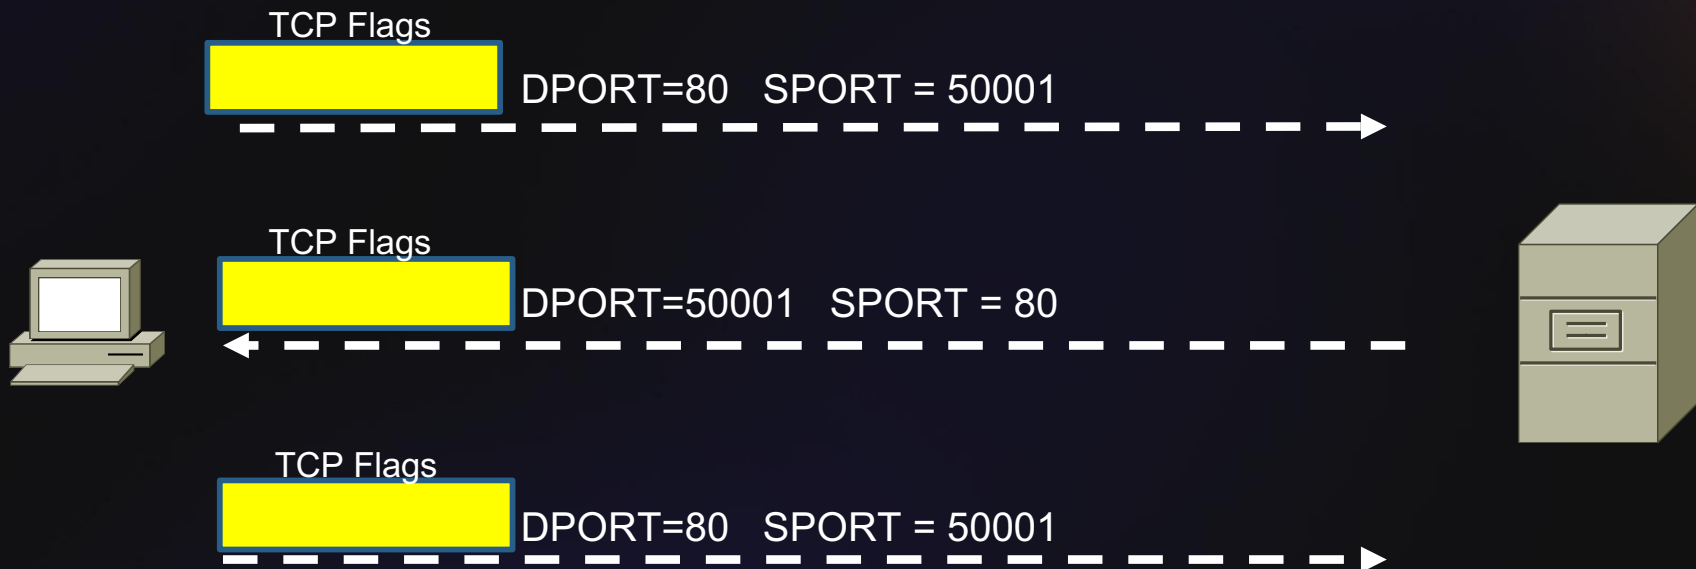 TCP Flags
DPORT=80 SPORT = 50001
TCP Flags
DPORT=50001 SPORT = 80
TCP Flags
DPORT=80 SPORT = 50001